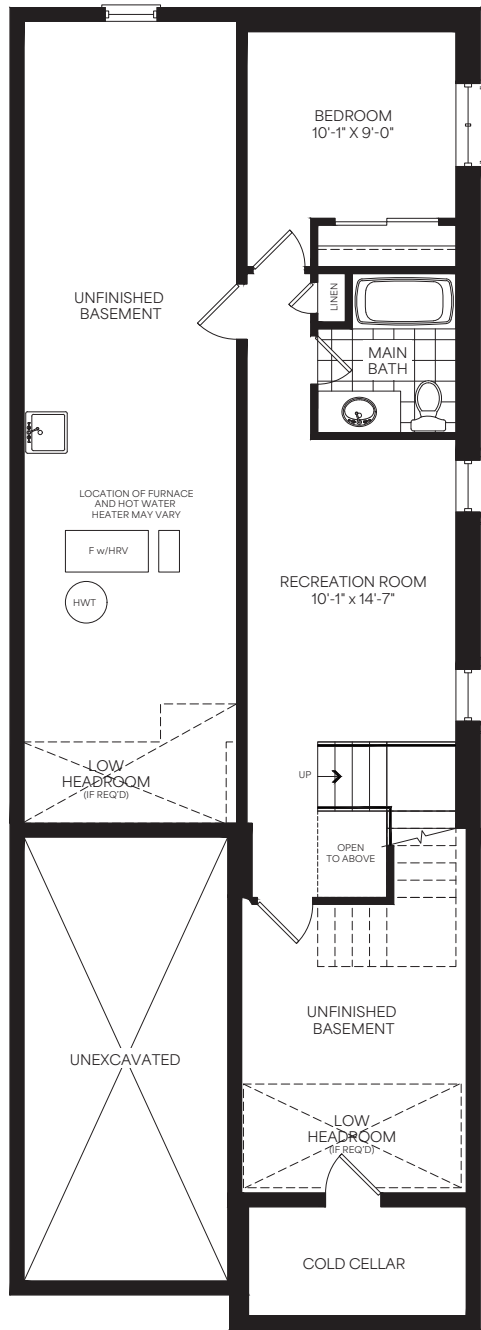 BEDROOM
10'-1" X 9'-0"
UNFINISHED
BASEMENT
LINEN
MAIN
BATH
LOCATION OF FURNACE
AND HOT WATER
HEATER MAY VARY
F w/HRV
HWT
RECREATION ROOM
10'-1" x 14'-7"
LOW
HEADROOM
(IF REQ'D)
UP
OPEN
TO ABOVE
UNFINISHED
BASEMENT
UNEXCAVATED
LOW
HEADROOM
(IF REQ'D)
COLD CELLAR